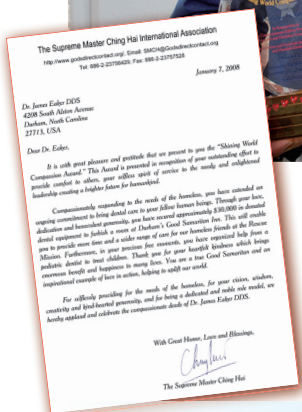 World C
The Supreme Master Ching Hai International Association
http://www.godsdirectcontact.org/, Email: SMCH@Godsdirectcontact.org
Tel: 886-2-23756429, Fax: 886-2-23757528
January 7, 2008
Dr. James Eaker DDS
4208 South Alston Avenue
Durham, North Carolina
27713, USA
Dear Dr. Eaker,
It is with great pleasure and gratitude that we present to you the "Shining World
Compassion Award." This Award is presented in recognition of your outstanding effort to
provide comfort to others, your selfless spirit of service to the needy and enlightened
leadership creating a brighter future for humankind.
Compassionately responding to the needs of the homeless, you have extended an
ongoing commitment to bring dental care to your fellow human beings. Through your love,
dedication and benevolent generosity, you have secured approximately $30,000 in donated
dental equipment to furnish a room at Durham's Good Samaritan Inn. This will enable
you to provide more time and a wider range of care for our homeless friends at the Rescue
Mission. Furthermore, in your precious free moments, you have organized help from a
pediatric dentist to treat children. Thank you for your heartfelt kindness which brings
enormous benefit and happiness to many lives. You are a true Good Samaritan and an
inspirational example of love in action, helping to uplift our world.
For selflessly providing for the needs of the homeless, for your vision, wisdom,
creativity and kind-hearted generosity, and for being a dedicated and noble role model, we
hereby applaud and celebrate the compassionate deeds of Dr. James Eaker DDS.
With Great Honor, Love and Blessings,
The Supreme Master Ching Hai